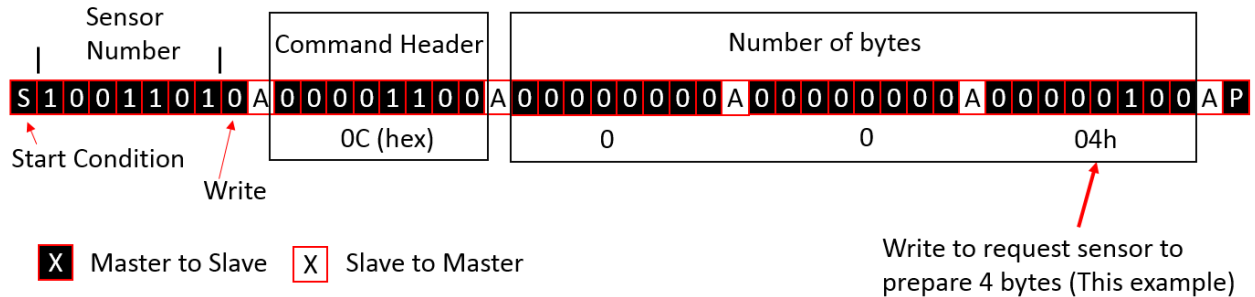 Sensor
Number
Command Header
Number of bytes
S 1 0 0 1 1 0 1 0 A 0 0 0 0 1 1 0 0 A 0 0 0 0 0 0 0 0 A 0 0 0 0 0 0 0 0 A 0 0 0 0 0 1 0 0 A P
0C (hex)
0
0
04h
Start Condition
Write
X Master to Slave
X Slave to Master
Write to request sensor to
prepare 4 bytes (This example)